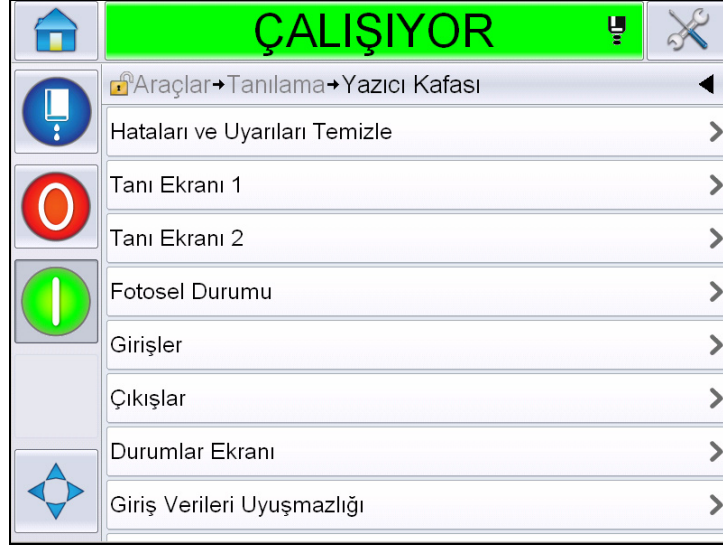 ÇALIŞIYOR
Araçlar→Tanılama→Yazıcı Kafası
Hataları ve Uyarıları Temizle
Tanı Ekranı 1
Tanı Ekranı 2
Fotosel Durumu
Girişler
Çıkışlar
Durumlar Ekranı
Giriş Verileri Uyuşmazlığı